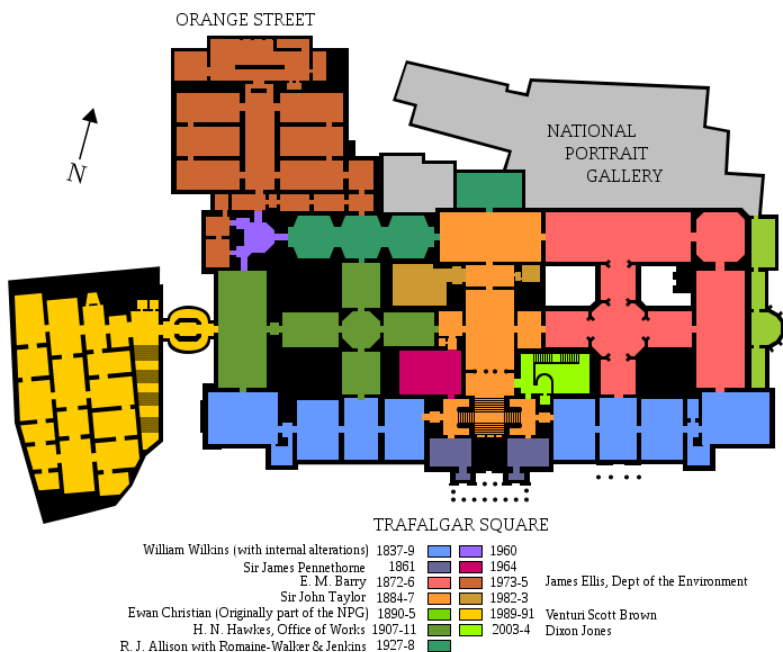 ORANGE STREET
N
NATIONAL
PORTRAIT
GALLERY
TRAFALGAR SQUARE
William Wilkins (with internal alterations) 1837-9 1960
Sir James Pennethorne 1861 1964
E. M. Barry 1872-6 1973-5 James Ellis, Dept of the Environment
Sir John Taylor 1884-7 1982-3
Ewan Christian (Originally part of the NPG) 1890-5 1989-91 Venturi Scott Brown
H. N. Hawkes, Office of Works 1907-11 2003-4 Dixon Jones
R. J. Allison with Romaine-Walker & Jenkins 1927-8